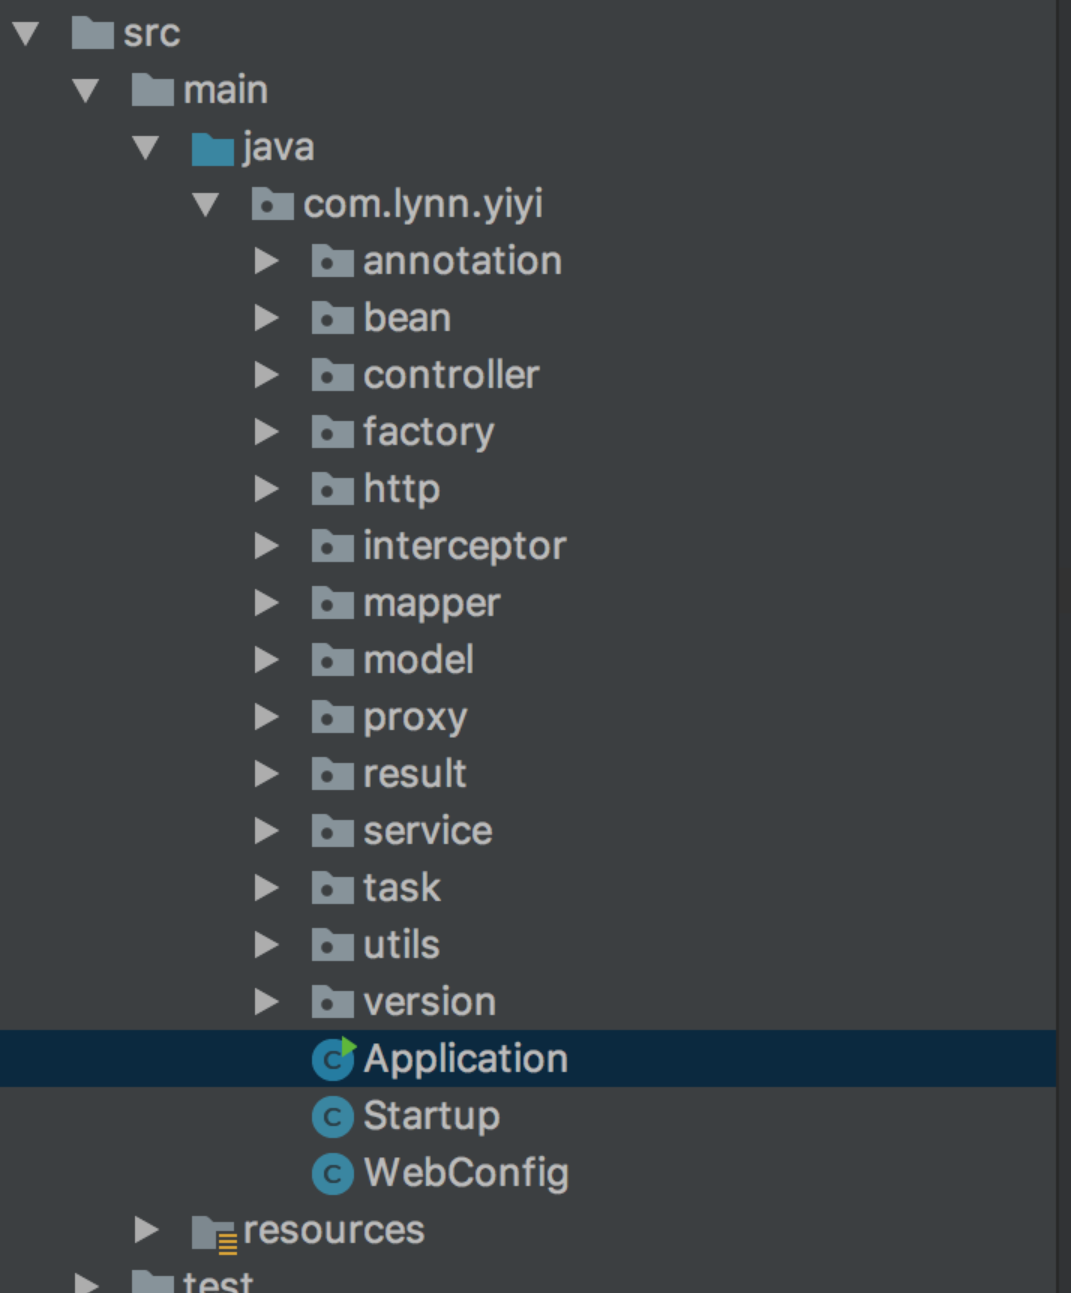 src
main
java
com.lynn.yiyi
annotation
bean
controller
factory
http
interceptor
mapper
model
proxy
result
service
task
utils
version
C Application
C Startup
C WebConfig
resources
test